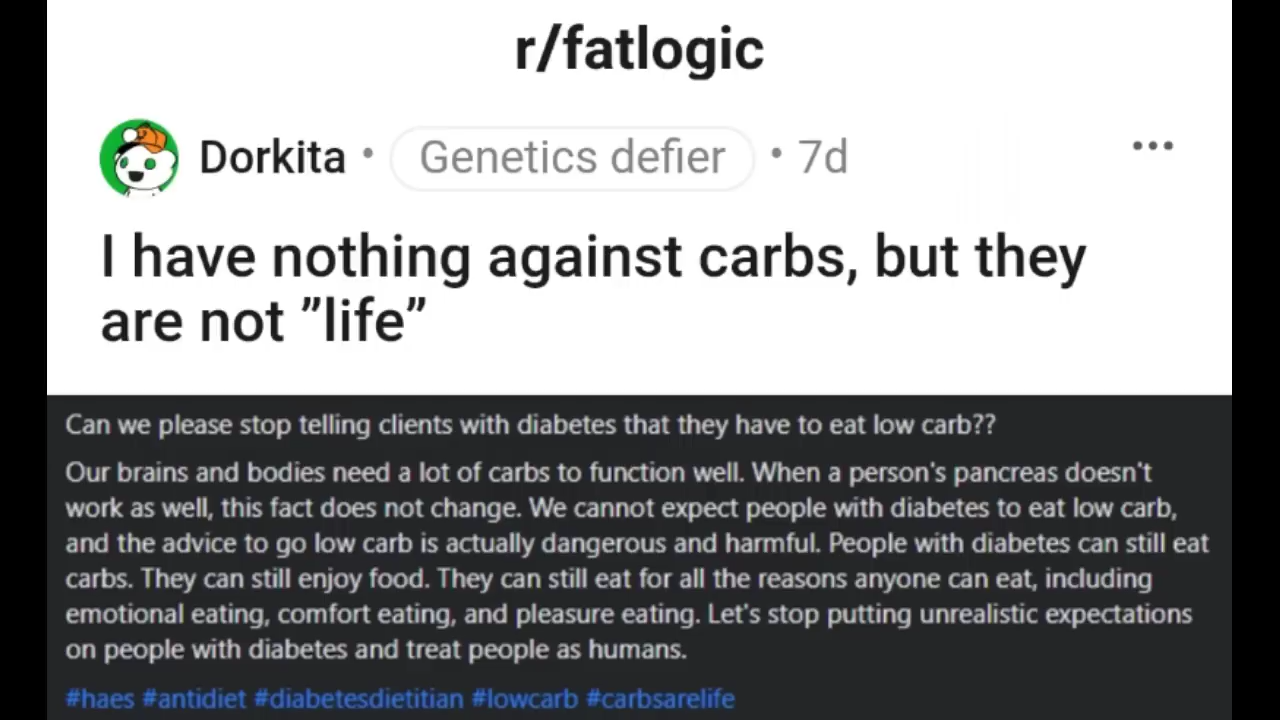 r/fatlogic
Dorkita • Genetics defier • 7d
I have nothing against carbs, but they
are not ”life”
Can we please stop telling clients with diabetes that they have to eat low carb??
Our brains and bodies need a lot of carbs to function well. When a person's pancreas doesn't
work as well, this fact does not change. We cannot expect people with diabetes to eat low carb,
and the advice to go low carb is actually dangerous and harmful. People with diabetes can still eat
carbs. They can still enjoy food. They can still eat for all the reasons anyone can eat, including
emotional eating, comfort eating, and pleasure eating. Let's stop putting unrealistic expectations
on people with diabetes and treat people as humans.
#haes #antidiet #diabetesdietitian #lowcarb #carbsarelife